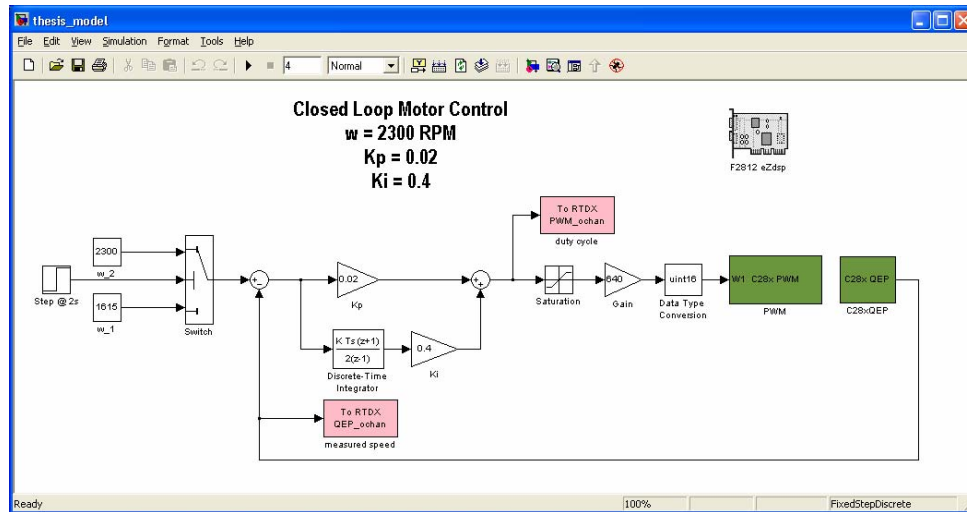 thesis_model
File Edit View Simulation Format Tools Help
4 Normal
Closed Loop Motor Control
w = 2300 RPM
Kp = 0.02
Ki = 0.4
F2812 eZdsp
To RTDX
PWM_ochan
duty cycle
2300
w_2
Step @ 2s
1615
w_1
Switch
0.02
Kp
Saturation
640
Gain
uint16
Data Type
Conversion
W1 C28x PWM
PWM
C28x QEP
C28xQEP
K Ts(z+1)
2(z-1)
Discrete-Time
Integrator
0.4
Ki
To RTDX
QEP_ochan
measured speed
Ready 100% FixedStepDiscrete